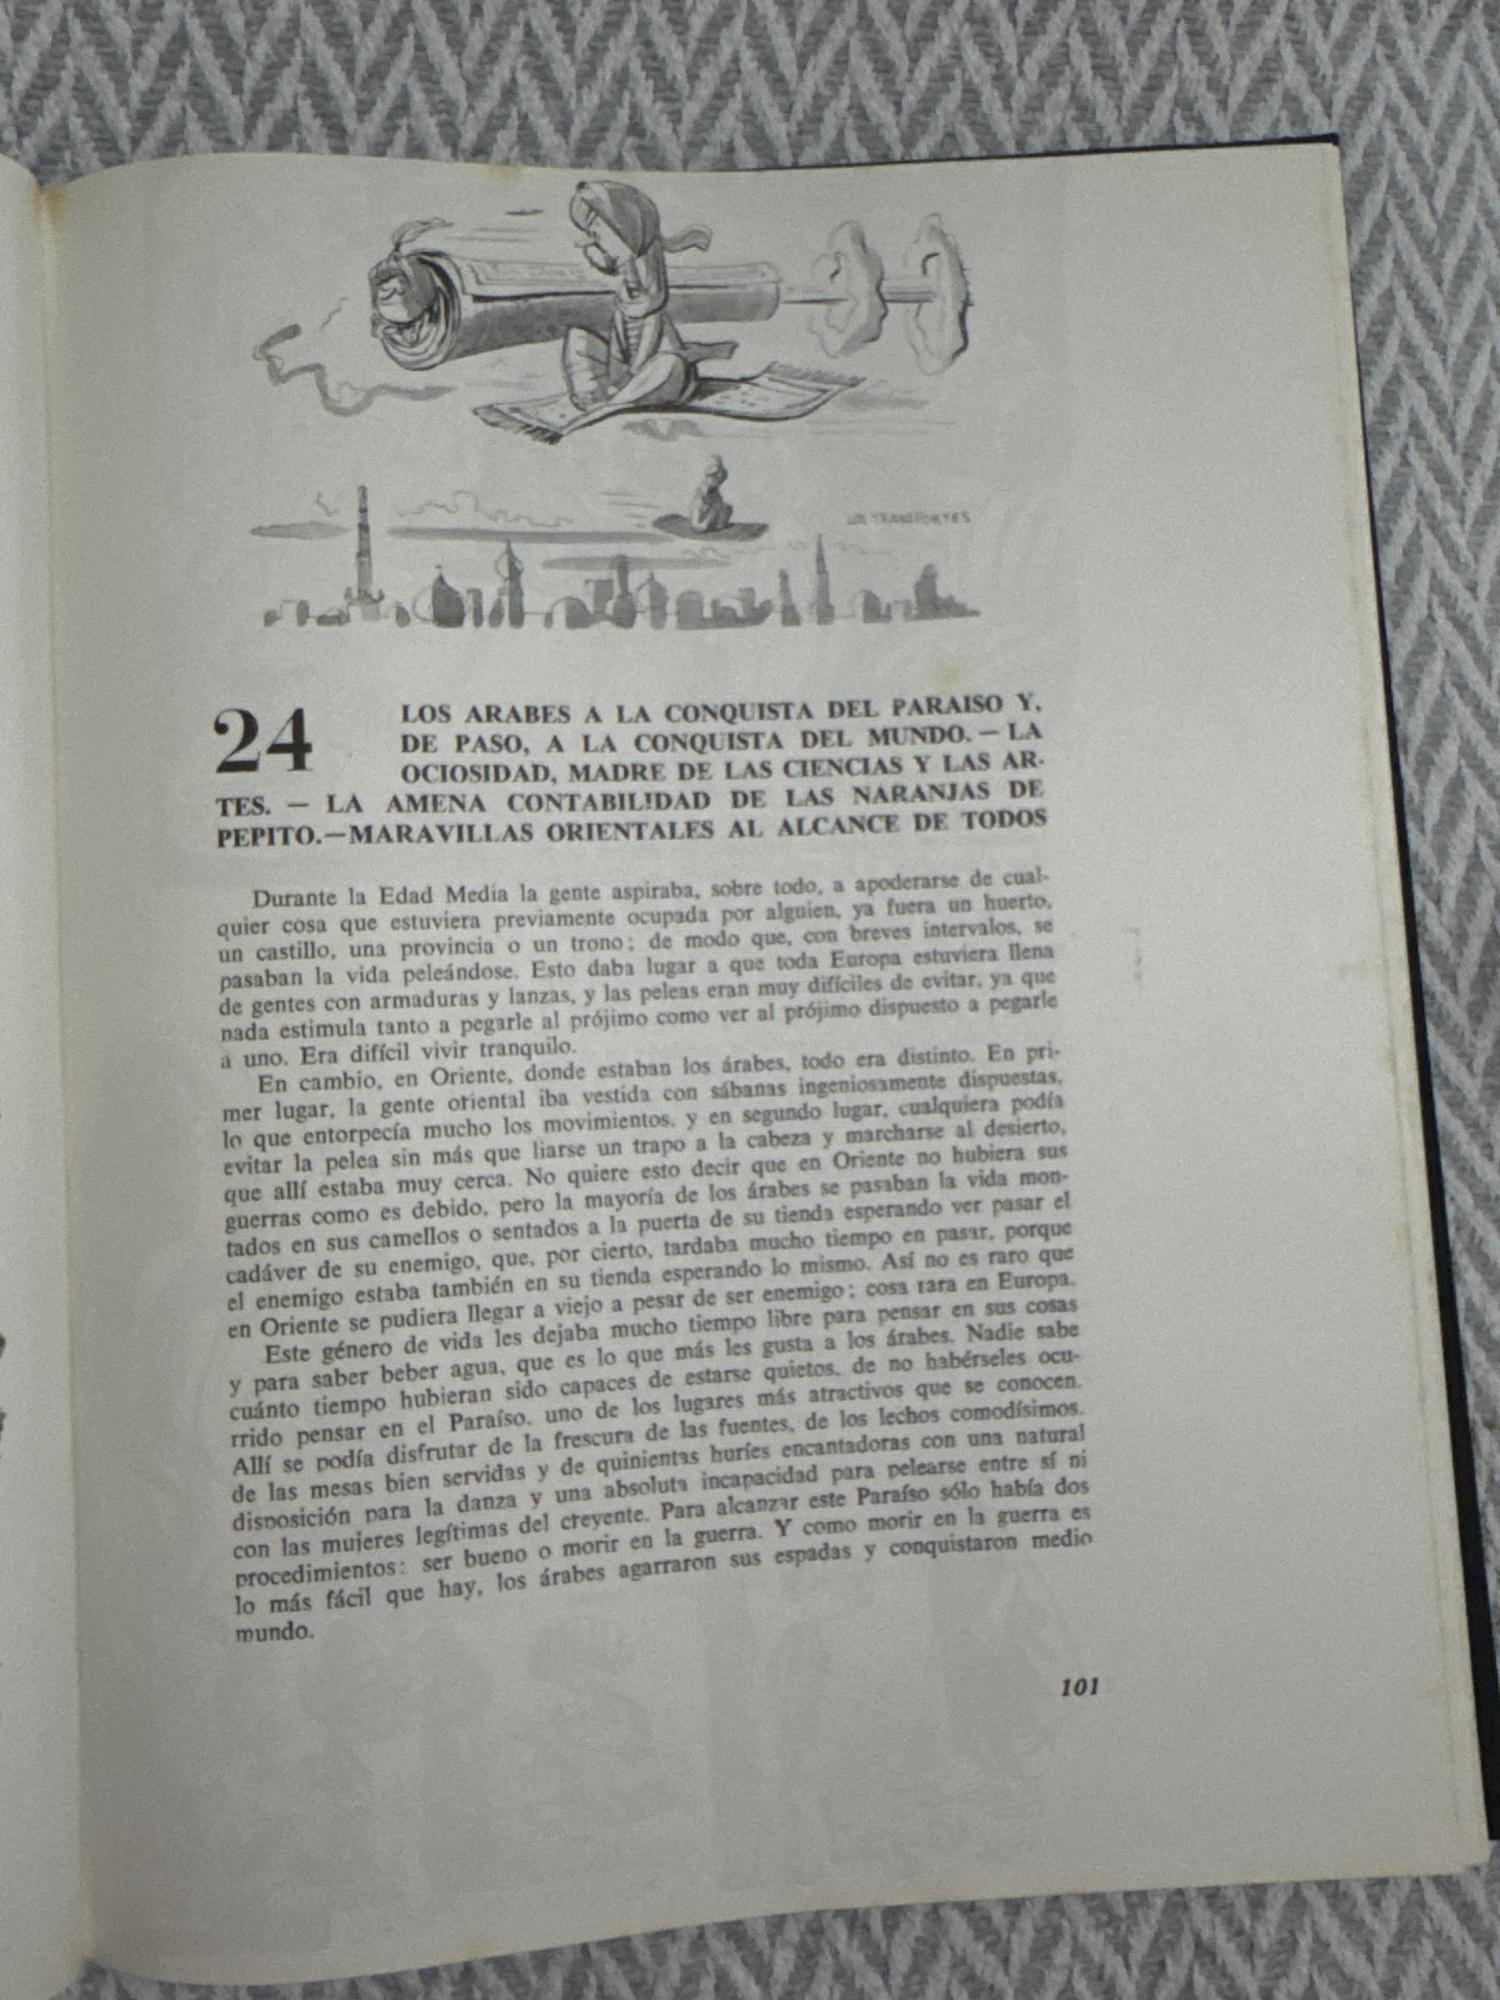 LOS TRANSPORTES
24
LOS ARABES A LA CONQUISTA DEL PARAISO Y,
DE PASO, A LA CONQUISTA DEL MUNDO. — LA
OCIOSIDAD, MADRE DE LAS CIENCIAS Y LAS AR-
TES. — LA AMENA CONTABILIDAD DE LAS NARANJAS DE
PEPITO.—MARAVILLAS ORIENTALES AL ALCANCE DE TODOS
Durante la Edad Media la gente aspiraba, sobre todo, a apoderarse de cual-
quier cosa que estuviera previamente ocupada por alguien, ya fuera un huerto,
un castillo, una provincia o un trono; de modo que, con breves intervalos, se
pasaban la vida peleándose. Esto daba lugar a que toda Europa estuviera llena
de gentes con armaduras y lanzas, y las peleas eran muy difíciles de evitar, ya que
nada estimula tanto a pegarle al prójimo como ver al prójimo dispuesto a pegarle
a uno. Era difícil vivir tranquilo.
En cambio, en Oriente, donde estaban los árabes, todo era distinto. En pri-
mer lugar, la gente oriental iba vestida con sábanas ingeniosamente dispuestas,
lo que entorpecía mucho los movimientos, y en segundo lugar, cualquiera podía
evitar la pelea sin más que liarse un trapo a la cabeza y marcharse al desierto,
que allí estaba muy cerca. No quiere esto decir que en Oriente no hubiera sus
guerras como es debido, pero la mayoría de los árabes se pasaban la vida mon-
tados en sus camellos o sentados a la puerta de su tienda esperando ver pasar el
cadáver de su enemigo, que, por cierto, tardaba mucho tiempo en pasar, porque
el enemigo estaba también en su tienda esperando lo mismo. Así no es raro que
en Oriente se pudiera llegar a viejo a pesar de ser enemigo; cosa rara en Europa.
Este género de vida les dejaba mucho tiempo libre para pensar en sus cosas
y para saber beber agua, que es lo que más les gusta a los árabes. Nadie sabe
cuánto tiempo hubieran sido capaces de estarse quietos, de no habérseles ocu-
rrido pensar en el Paraíso, uno de los lugares más atractivos que se conocen.
Allí se podía disfrutar de la frescura de las fuentes, de los lechos comodísimos,
de las mesas bien servidas y de quinientas huríes encantadoras con una natural
disposición para la danza y una absoluta incapacidad para pelearse entre sí ni
con las mujeres legítimas del creyente. Para alcanzar este Paraíso sólo había dos
procedimientos: ser bueno o morir en la guerra. Y como morir en la guerra es
lo más fácil que hay, los árabes agarraron sus espadas y conquistaron medio
mundo.
101